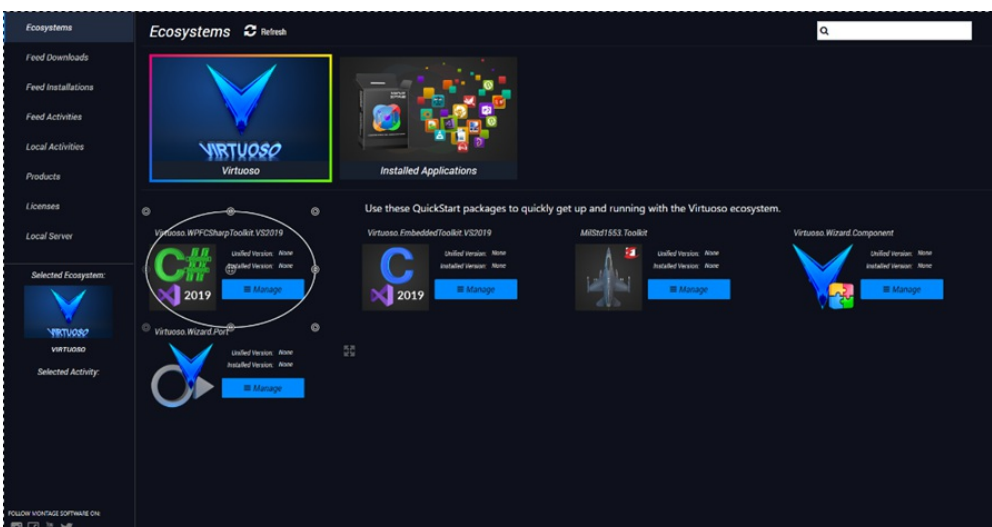 Ecosystems
Feed Downloads
Feed Installations
Feed Activities
Local Activities
Products
Licenses
Local Server
Selected Ecosystem:
VIRTUOSO
VIRTUOSO
Selected Activity:
FOLLOW VIONTAGE SOFTWARE ON:
Ecosystems Refresh
VIRTUOSO
Virtuoso
Installed Applications
Use these QuickStart packages to quickly get up and running with the Virtuoso ecosystem.
Virtuoso.WPFCSharpToolkit.VS2019
Unified Version: None
Installed Version: None
C#
2019
Manage
Virtuoso.EmbeddedToolkit.VS2019
Unified Version: None
Installed Version: None
C
2019
Manage
MilStd1553.Toolkit
Unified Version: None
Installed Version: None
Manage
Virtuoso.Wizard.Component
Unified Version: None
Installed Version: None
Manage
Virtuoso.Wizard.Port
Unified Version: None
Installed Version: None
Manage